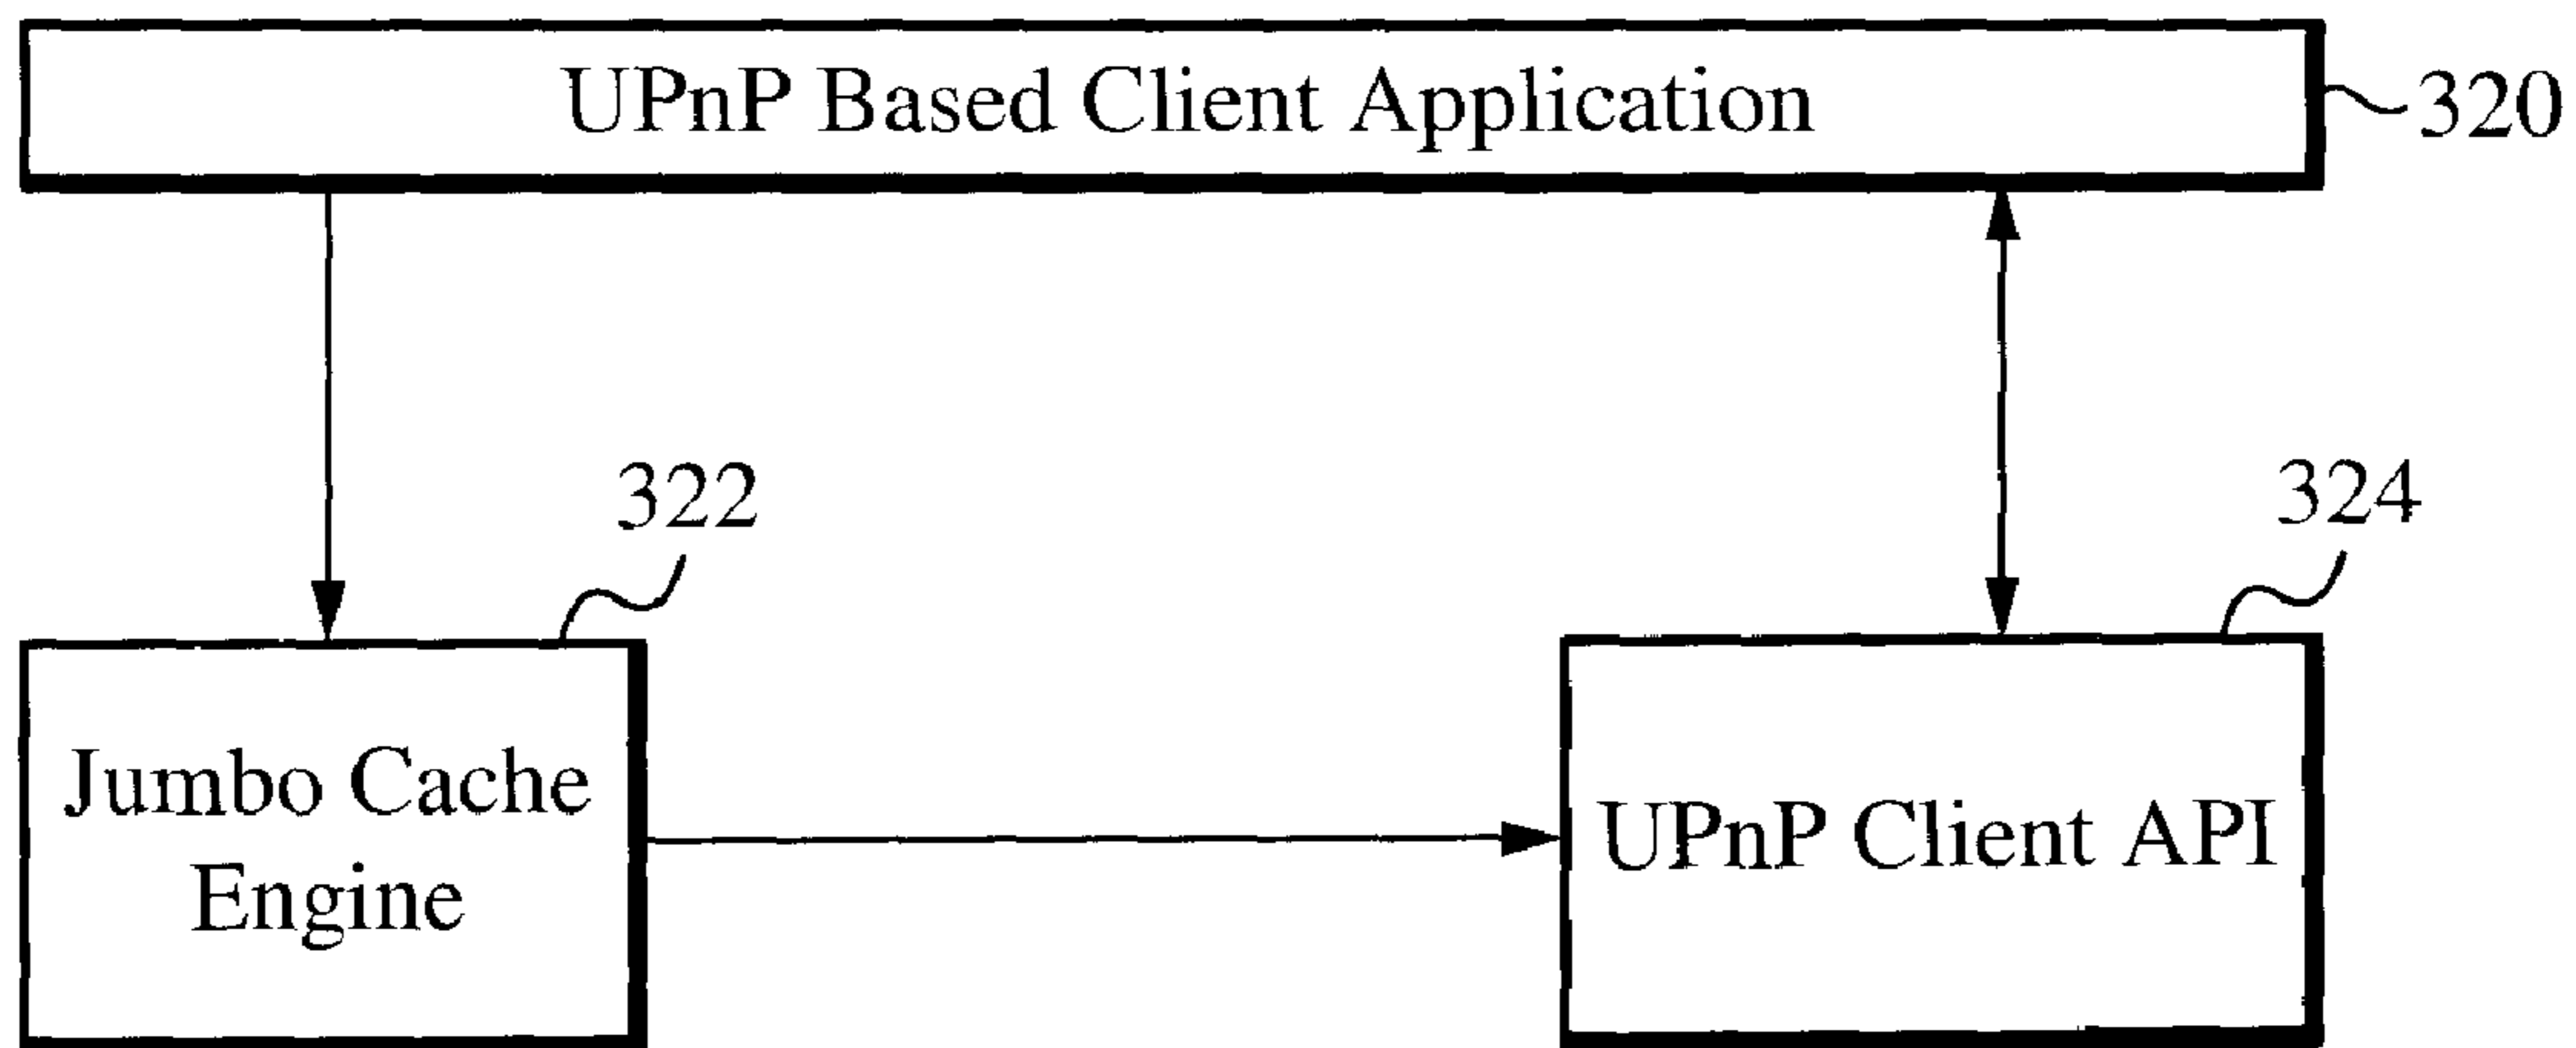 UPnP Based Client Application
320
322
324
Jumbo Cache
Engine
UPnP Client API